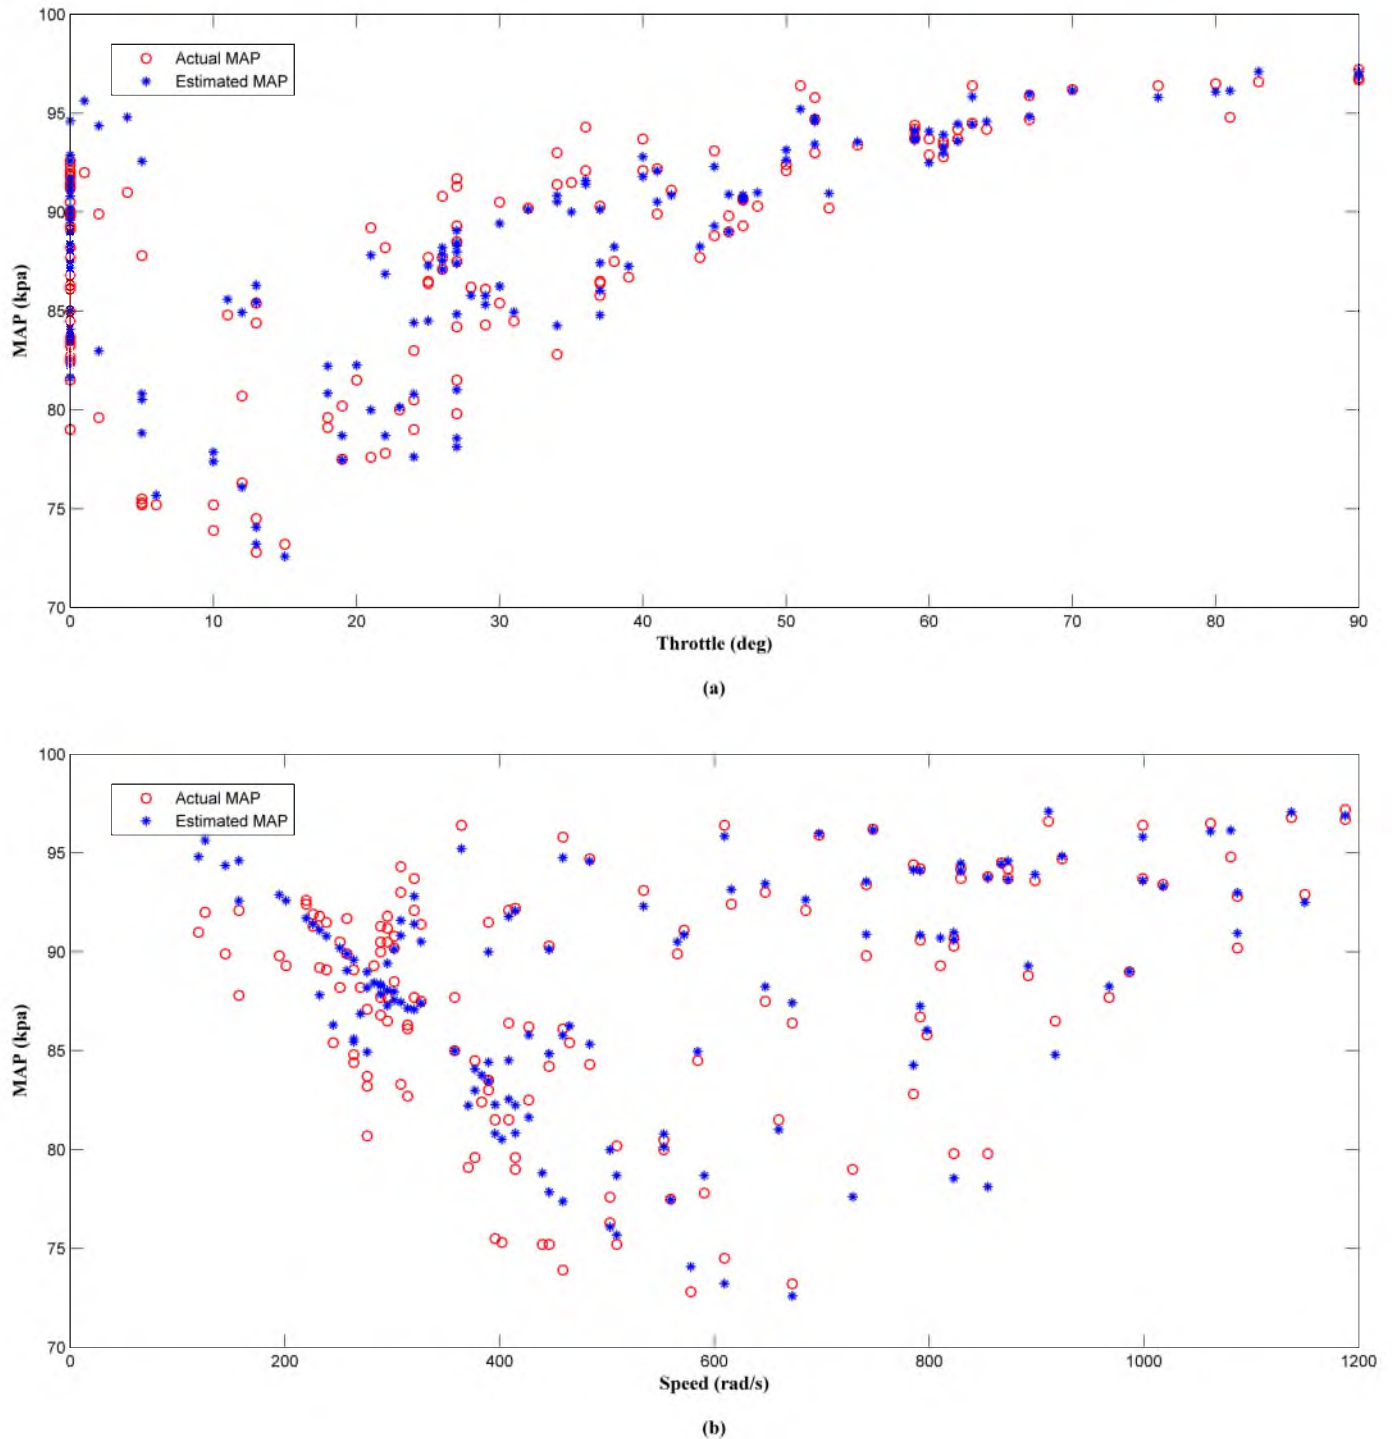 (a)
100
95
90
85
80
75
70
MAP (kpa)
Actual MAP
Estimated MAP
0 10 20 30 40 50 60 70 80 90
Throttle (deg)
(a)
100
95
90
85
80
75
70
MAP (kpa)
Actual MAP
Estimated MAP
0 200 400 600 800 1000 1200
Speed (rad/s)
(b)